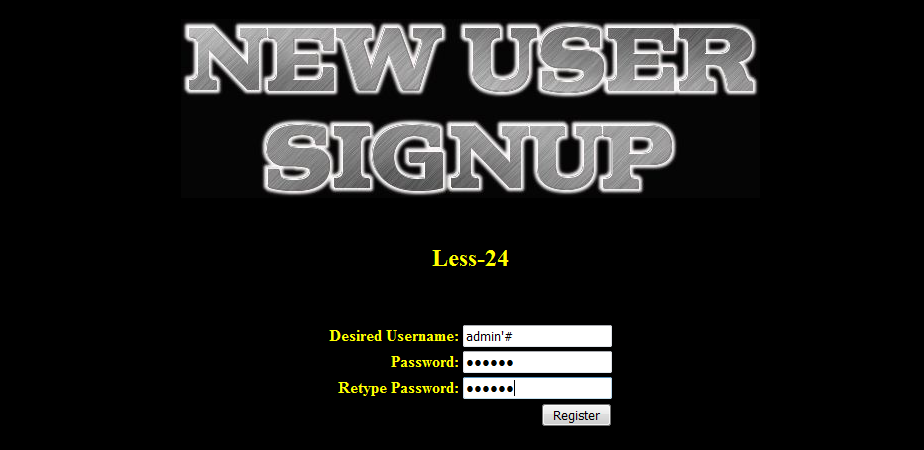 NEW USER
SIGNUP
Less-24
Desired Username: admin'#
Password: ••••••
Retype Password: ••••••
Register